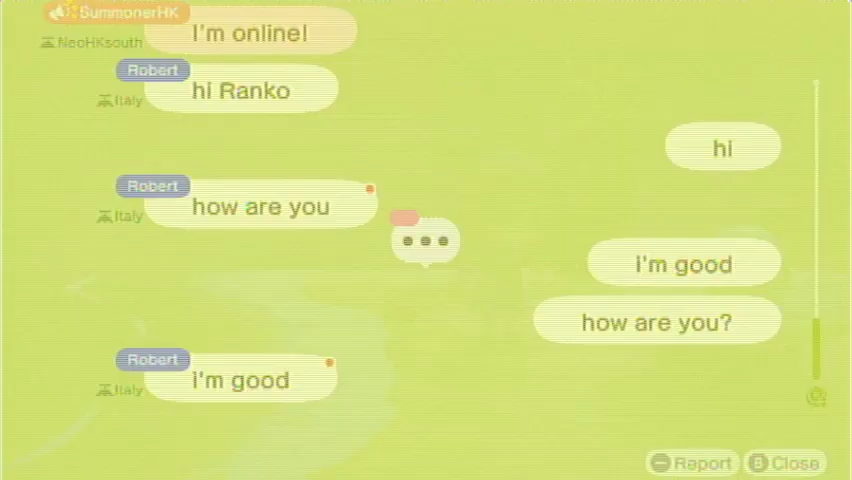 SummonerHK
I'm online!
NeoHKsouth
Robert
hi Ranko
Italy
hi
Robert
how are you
Italy
I'm good
how are you?
Robert
I'm good
Italy
Report
B Close